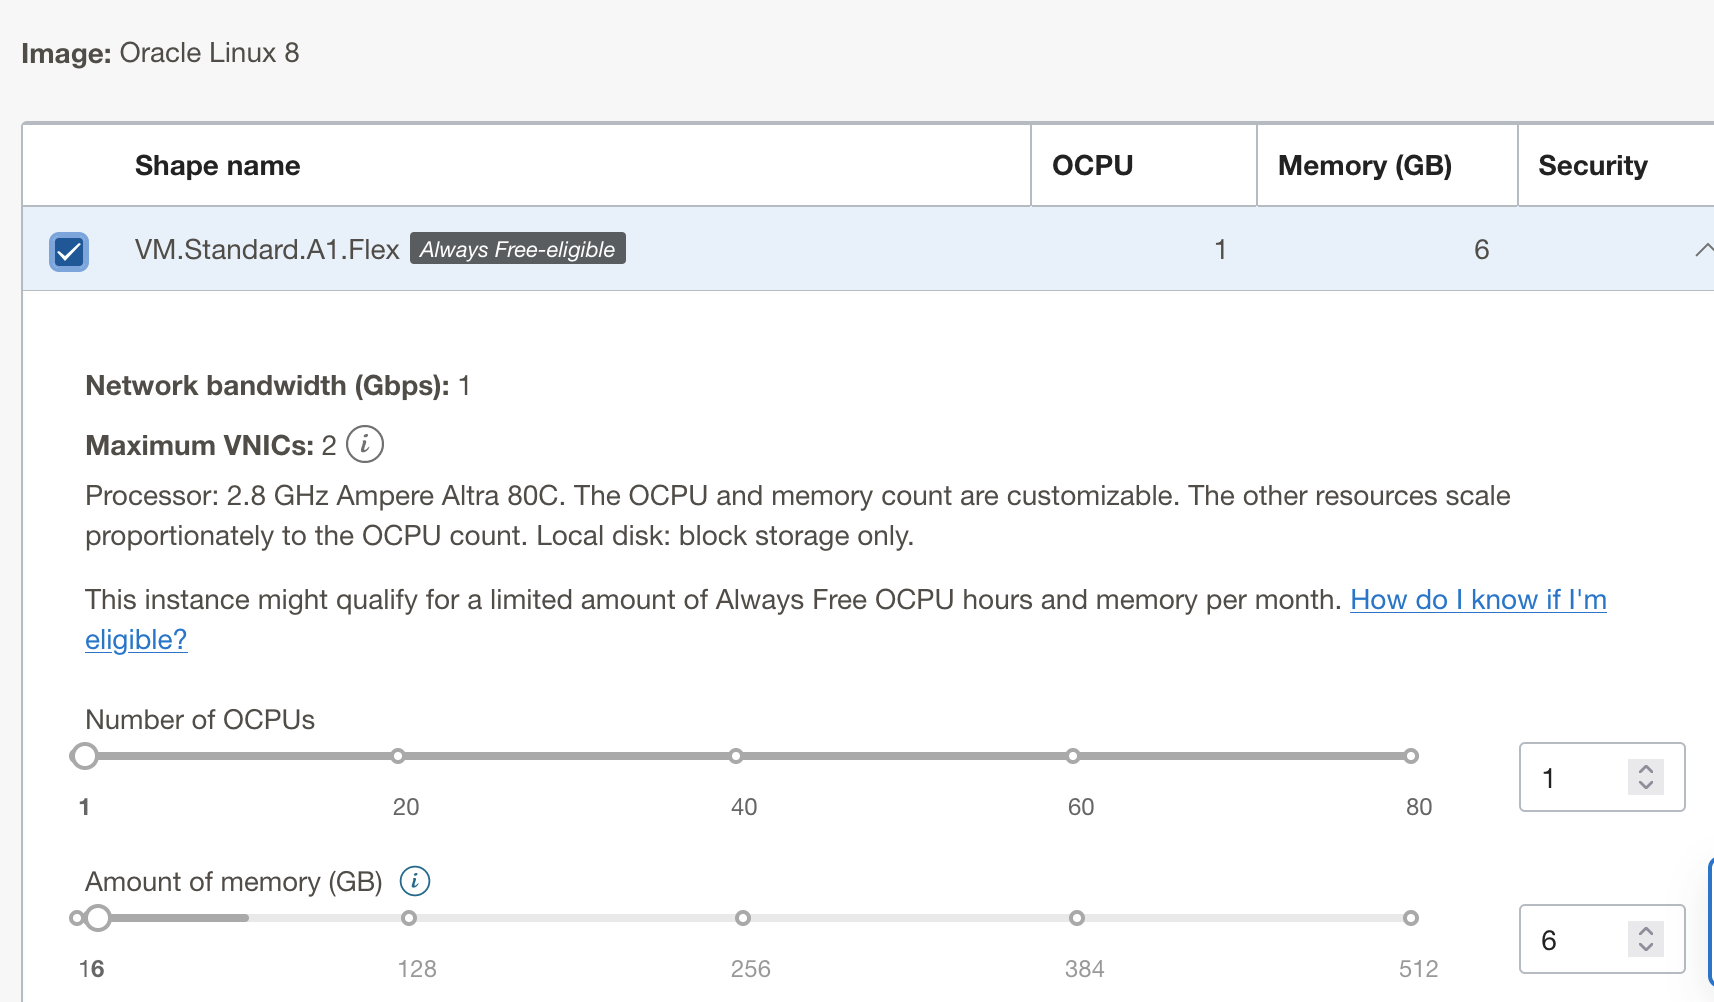 Image: Oracle Linux 8
Shape name OCPU Memory (GB) Security
VM.Standard.A1.Flex Always Free-eligible 1 6
Network bandwidth (Gbps): 1
Maximum VNICs: 2 i
Processor: 2.8 GHz Ampere Altra 80C. The OCPU and memory count are customizable. The other resources scale
proportionately to the OCPU count. Local disk: block storage only.
This instance might qualify for a limited amount of Always Free OCPU hours and memory per month. How do I know if I'm
eligible?
Number of OCPUs
1
1 20 40 60 80
Amount of memory (GB) i
6
16 128 256 384 512